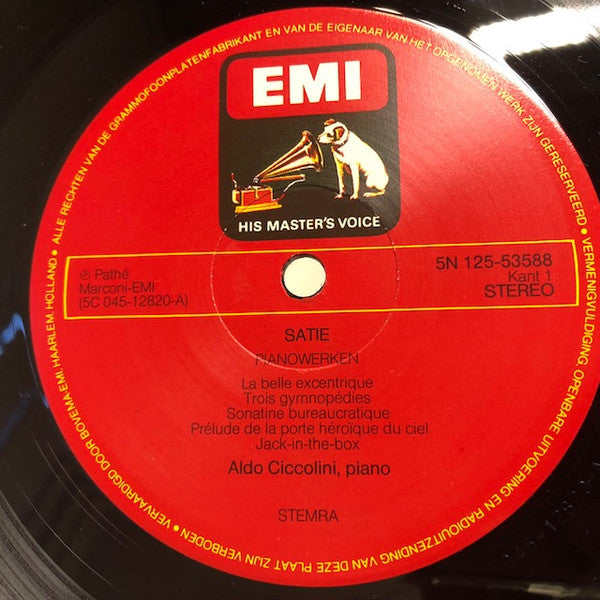 EMI
HIS MASTER'S VOICE
℗ Pathé
Marconi-EMI
(5C 045-12820-A)
5N 125-53588
Kant 1
STEREO
SATIE
PIANOWERKEN
La belle excentrique
Trois gymnopédies
Sonatine bureaucratique
Prélude de la porte heroïque du ciel
Jack-in-the-box
Aldo Ciccolini, piano
STEMRA
• ALLE RECHTEN VAN DE GRAMMOFOONPLATENFABRIKANT EN VAN DE EIGENAAR VAN HET OPGENOMEN WERK ZIJN GERESERVEERD • VERMENIGVULDIGING OPENBARE UITVOERING EN RADIOUITZENDING VAN DEZE PLAAT ZIJN VERBODEN • VERVAARDIGD DOOR BOVEMA-EMI, HAARLEM, HOLLAND